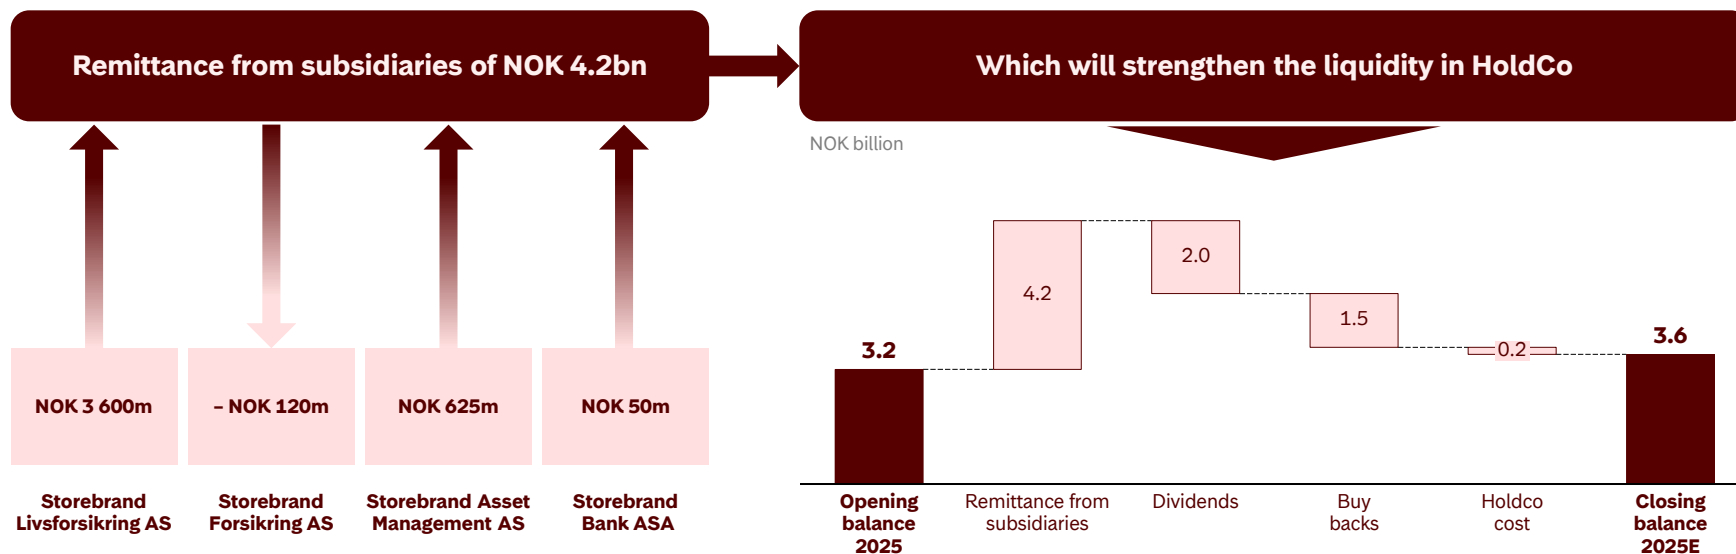 Remittance from subsidiaries of NOK 4.2bn
NOK 3 600m
– NOK 120m
NOK 625m
NOK 50m
Storebrand
Livsforsikring AS
Storebrand
Forsikring AS
Storebrand Asset
Management AS
Storebrand
Bank ASA
Which will strengthen the liquidity in HoldCo
NOK billion
3.2
4.2
2.0
1.5
0.2
3.6
Opening
balance
2025
Remittance from
subsidiaries
Dividends
Buy
backs
Holdco
cost
Closing
balance
2025E